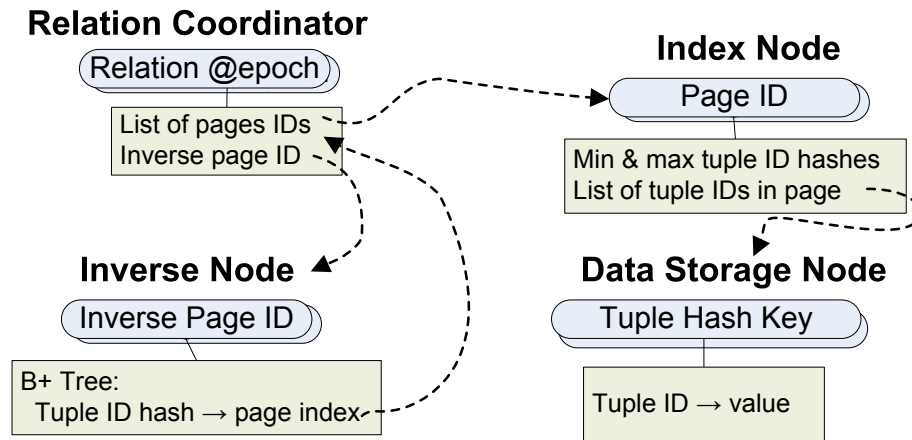 Relation Coordinator
Relation @epoch
List of pages IDs
Inverse page ID
Index Node
Page ID
Min & max tuple ID hashes
List of tuple IDs in page
Inverse Node
Inverse Page ID
B+ Tree:
Tuple ID hash → page index
Data Storage Node
Tuple Hash Key
Tuple ID → value